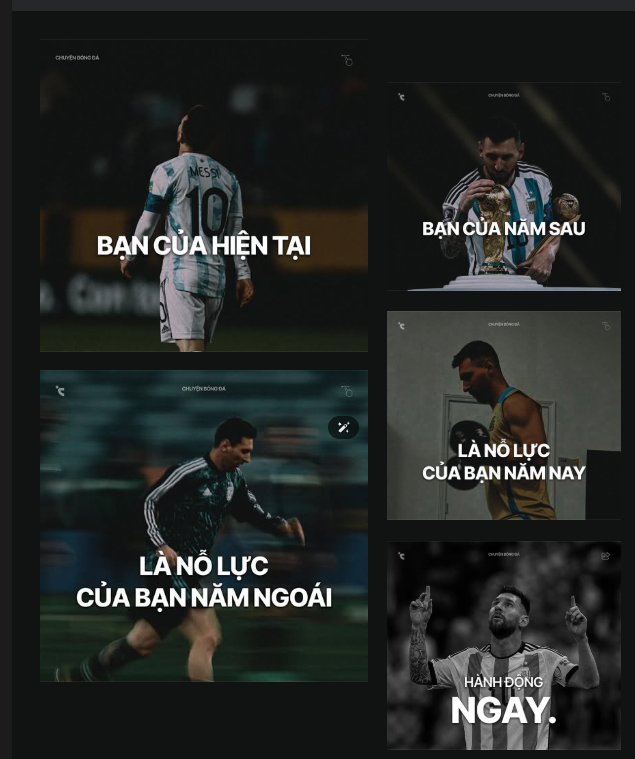 CHUYỆN BÓNG ĐÁ
MESSI
10
BẠN CỦA HIỆN TẠI
CHUYỆN BÓNG ĐÁ
LÀ NỖ LỰC
CỦA BẠN NĂM NGOÁI
CHUYỆN BÓNG ĐÁ
BẠN CỦA NĂM SAU
CHUYỆN BÓNG ĐÁ
LÀ NỖ LỰC
CỦA BẠN NĂM NAY
CHUYỆN BÓNG ĐÁ
HÀNH ĐỘNG
NGAY.